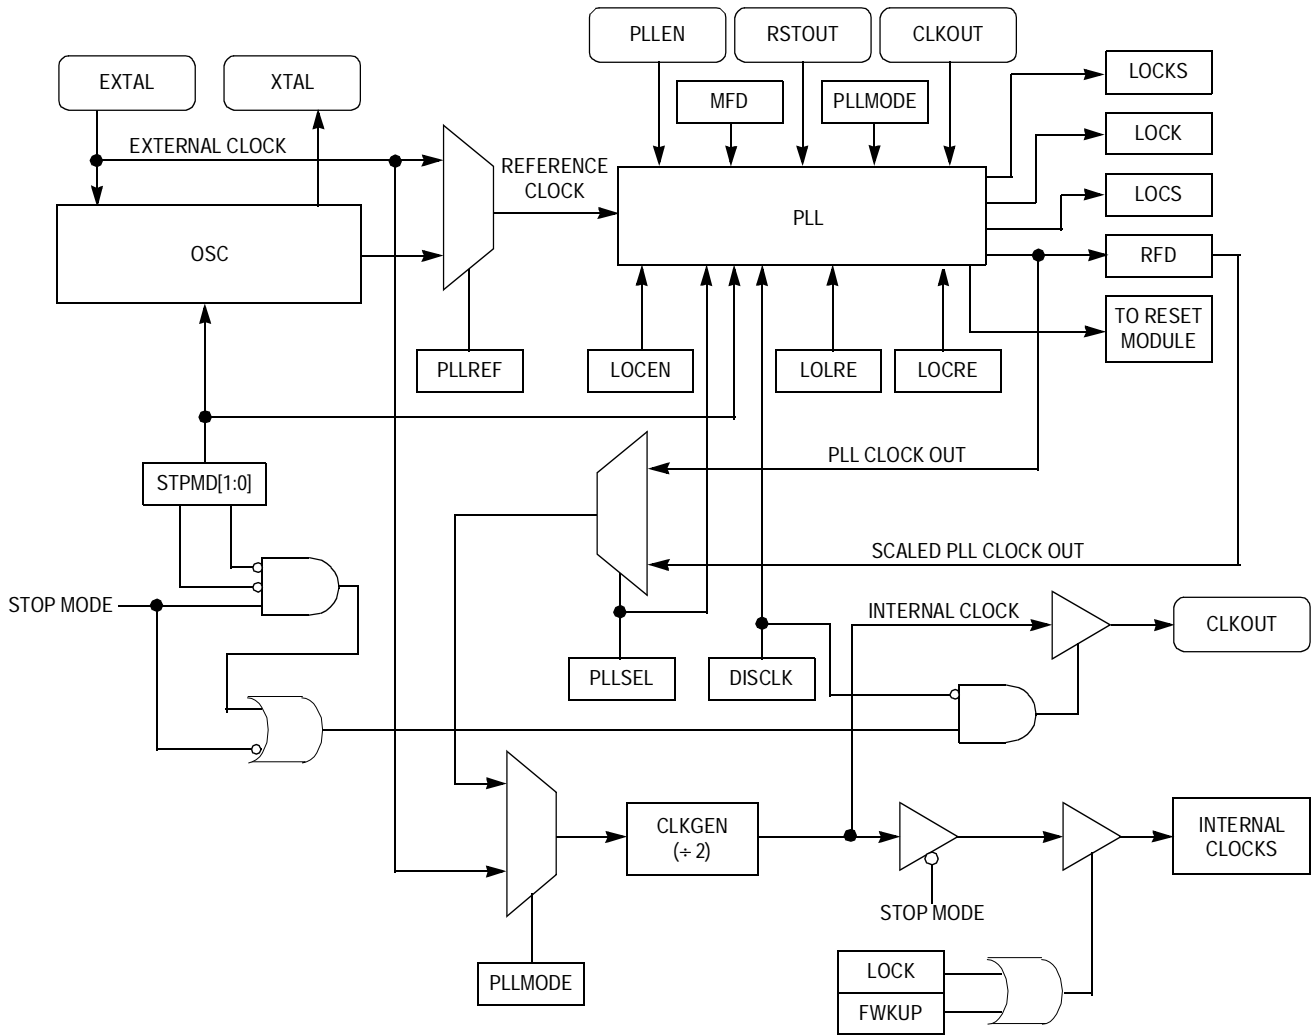 PLLEN
RSTOUT
CLKOUT
EXTAL
XTAL
LOCKS
MFD
PLLMODE
LOCK
EXTERNAL CLOCK
REFERENCE
CLOCK
LOCS
PLL
OSC
RFD
TO RESET
MODULE
PLLREF
LOCEN
LOLRE
LOCRE
PLL CLOCK OUT
STPMD[1:0]
SCALED PLL CLOCK OUT
STOP MODE
INTERNAL CLOCK
CLKOUT
PLLSEL
DISCLK
CLKGEN
(÷ 2)
INTERNAL
CLOCKS
STOP MODE
LOCK
PLLMODE
FWKUP